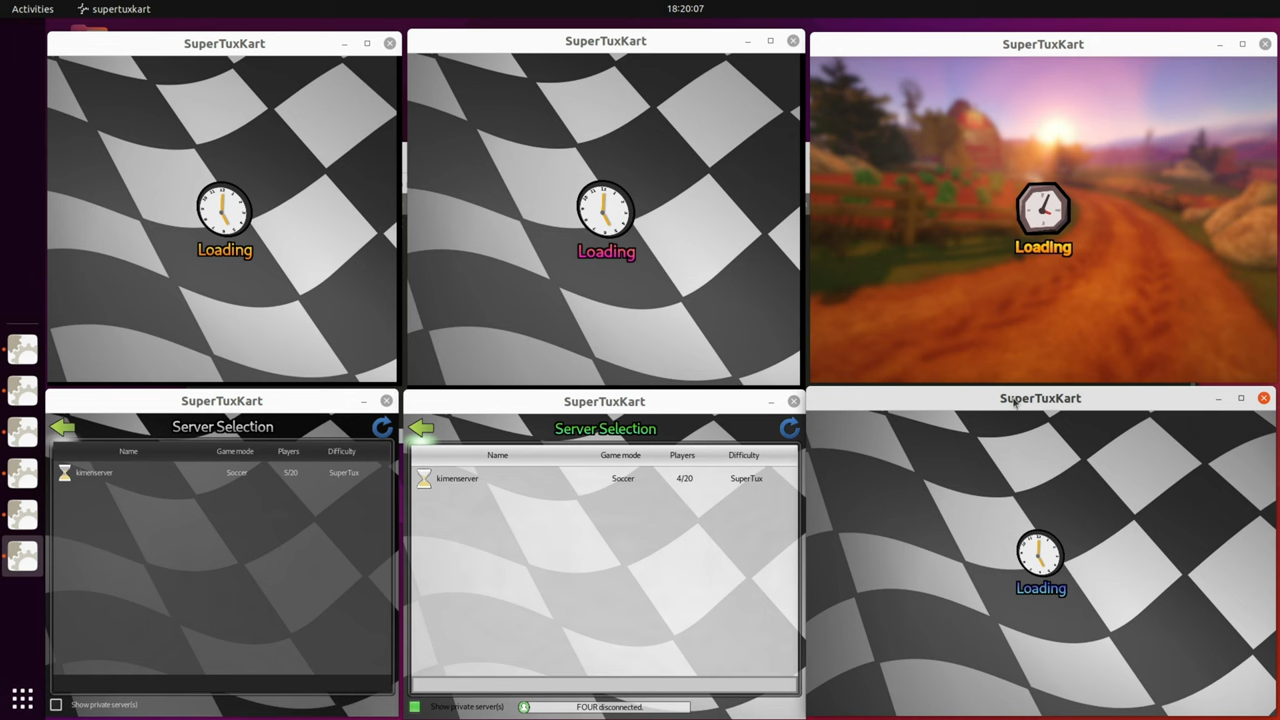 Activities supertuxkart 18:20:07
SuperTuxKart
Loading
SuperTuxKart
Loading
SuperTuxKart
Loading
SuperTuxKart
Server Selection
Name Game mode Players Difficulty
kimenserver Soccer 5/20 SuperTux
Show private server(s)
SuperTuxKart
Server Selection
Name Game mode Players Difficulty
kimenserver Soccer 4/20 SuperTux
Show private server(s) FOUR disconnected.
SuperTuxKart
Loading